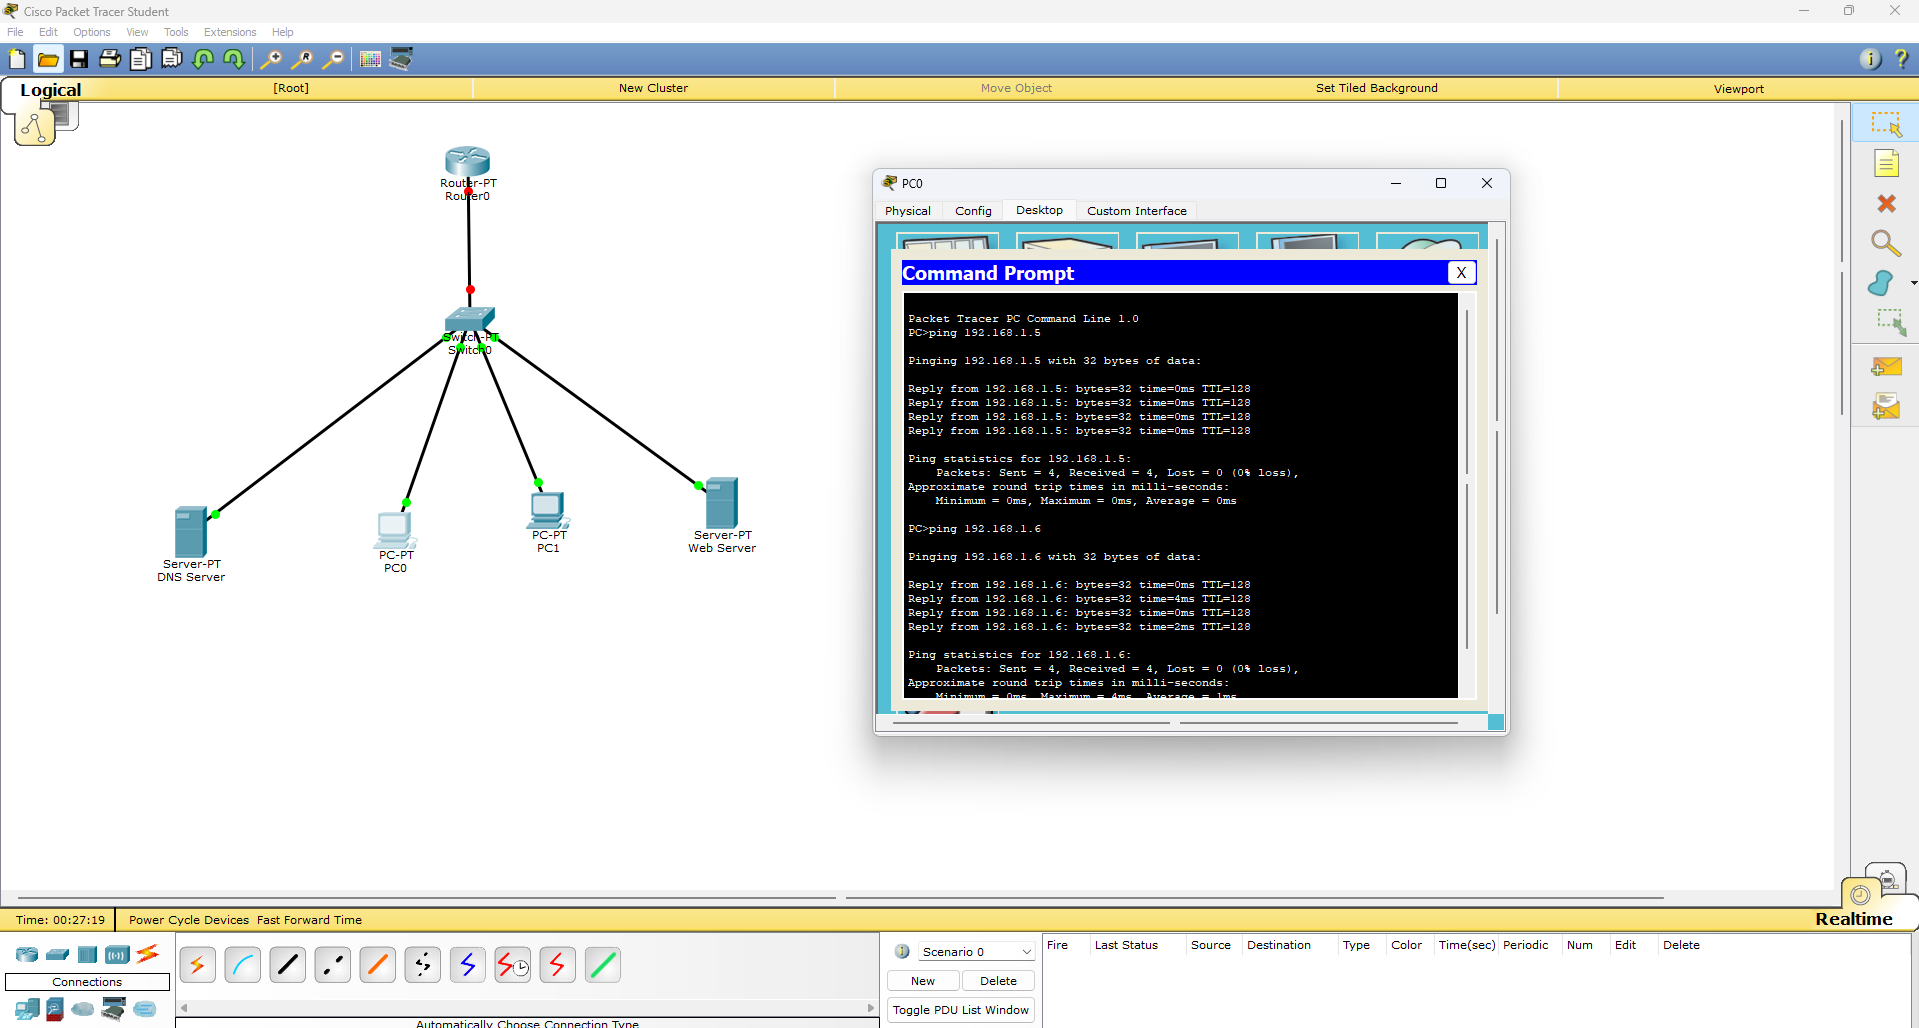 Cisco Packet Tracer Student
File Edit Options View Tools Extensions Help
Logical [Root] New Cluster Move Object Set Tiled Background Viewport
Router-PT
Router0
Switch-PT
Switch0
Server-PT
DNS Server
PC-PT
PC0
PC-PT
PC1
Server-PT
Web Server
PC0
Physical Config Desktop Custom Interface
Command Prompt X
Packet Tracer PC Command Line 1.0
PC>ping 192.168.1.5
Pinging 192.168.1.5 with 32 bytes of data:
Reply from 192.168.1.5: bytes=32 time=0ms TTL=128
Reply from 192.168.1.5: bytes=32 time=0ms TTL=128
Reply from 192.168.1.5: bytes=32 time=0ms TTL=128
Reply from 192.168.1.5: bytes=32 time=0ms TTL=128
Ping statistics for 192.168.1.5:
Packets: Sent = 4, Received = 4, Lost = 0 (0% loss),
Approximate round trip times in milli-seconds:
Minimum = 0ms, Maximum = 0ms, Average = 0ms
PC>ping 192.168.1.6
Pinging 192.168.1.6 with 32 bytes of data:
Reply from 192.168.1.6: bytes=32 time=0ms TTL=128
Reply from 192.168.1.6: bytes=32 time=4ms TTL=128
Reply from 192.168.1.6: bytes=32 time=0ms TTL=128
Reply from 192.168.1.6: bytes=32 time=2ms TTL=128
Ping statistics for 192.168.1.6:
Packets: Sent = 4, Received = 4, Lost = 0 (0% loss),
Approximate round trip times in milli-seconds:
Minimum = 0ms, Maximum = 4ms, Average = 1ms
Time: 00:27:19 Power Cycle Devices Fast Forward Time
Realtime
Connections
Automatically Choose Connection Type
Scenario 0
New Delete
Toggle PDU List Window
Fire Last Status Source Destination Type Color Time(sec) Periodic Num Edit Delete